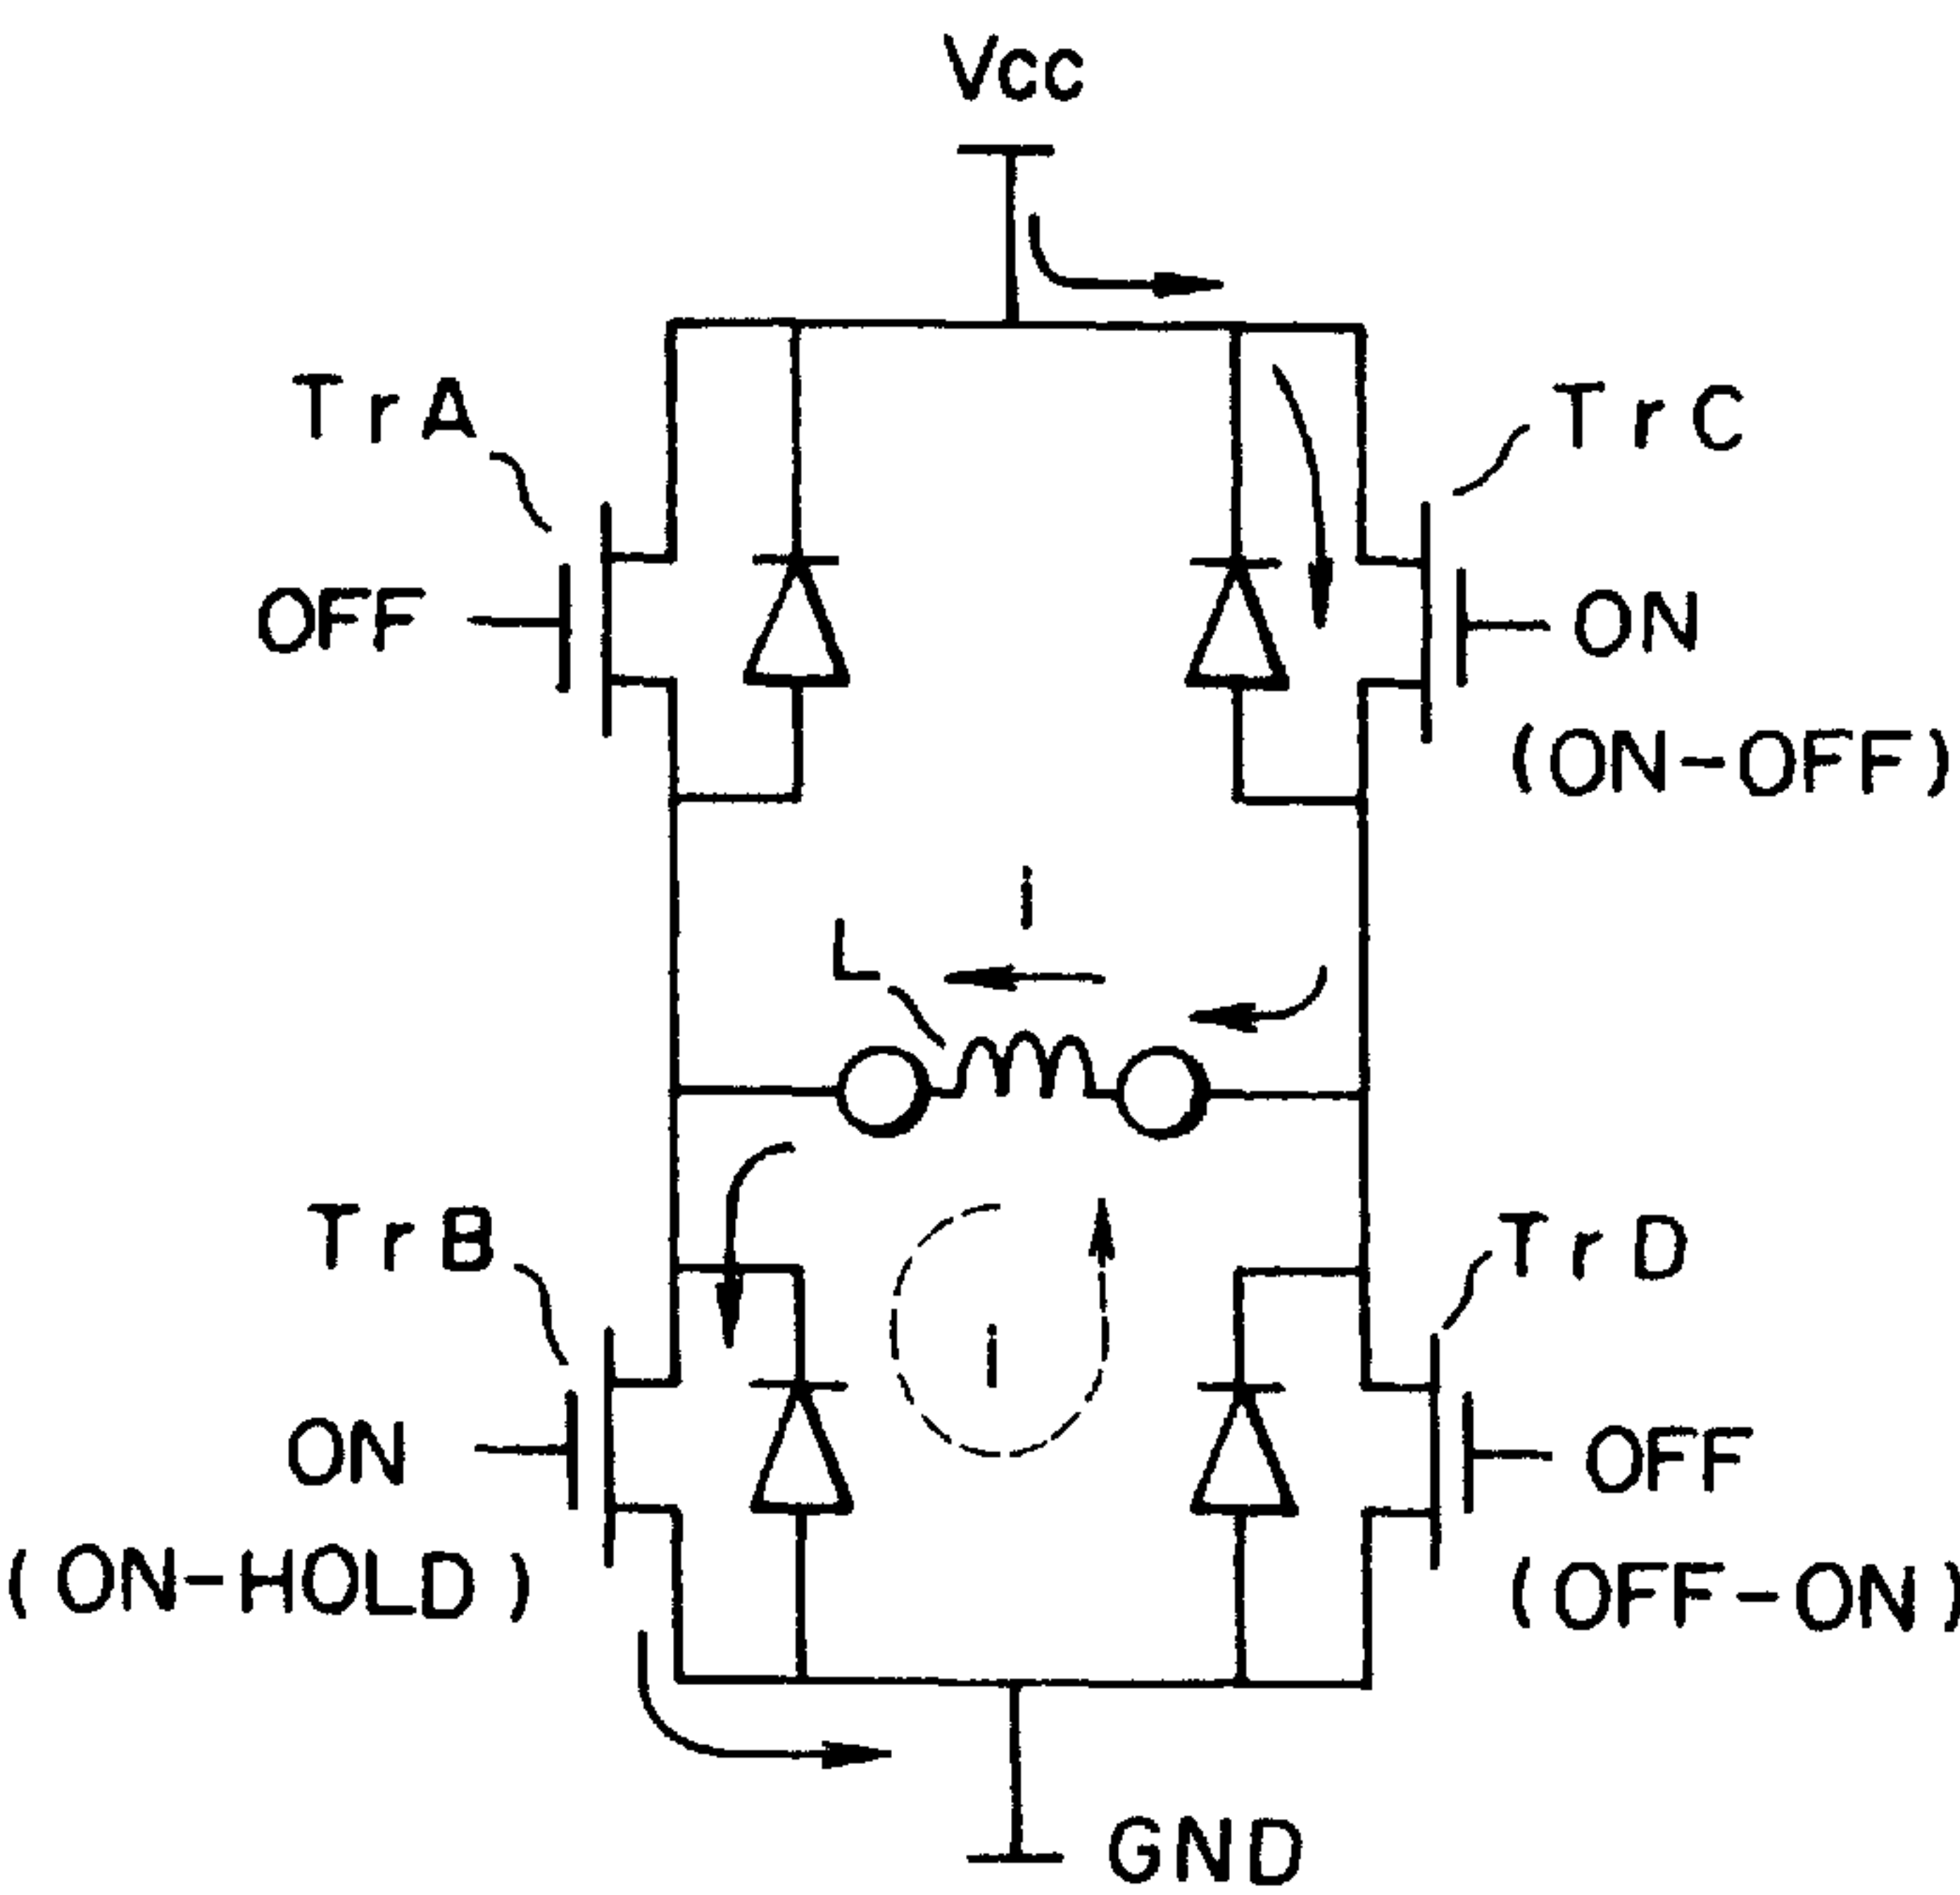 Vcc
TrA
TrC
OFF
ON
(ON-OFF)
I
L
TrB
TrD
I
ON
OFF
(ON-HOLD)
(OFF-ON)
GND